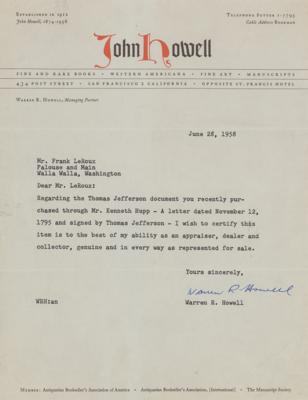 ESTABLISHED IN 1912
John Howell, 1874-1956
TELEPHONE SUTTER 1-7795
Cable Address BOOKMAN
John Howell
FINE AND RARE BOOKS • WESTERN AMERICANA • FINE ART • MANUSCRIPTS
434 POST STREET • SAN FRANCISCO 2 CALIFORNIA • OPPOSITE ST. FRANCIS HOTEL
WARREN R. HOWELL, Managing Partner
June 28, 1958
Mr. Frank LeRoux
Palouse and Main
Walla Walla, Washington
Dear Mr. LeRoux:
Regarding the Thomas Jefferson document you recently pur-
chased through Mr. Kenneth Rupp - A letter dated November 12,
1795 and signed by Thomas Jefferson - I wish to certify this
item is to the best of my ability as an appraiser, dealer and
collector, genuine and in every way as represented for sale.
Yours sincerely,
Warren R. Howell
WRH:an
Warren R. Howell
MEMBER: Antiquarian Bookseller's Association of America • Antiquarian Bookseller's Association, (International) • The Manuscript Society